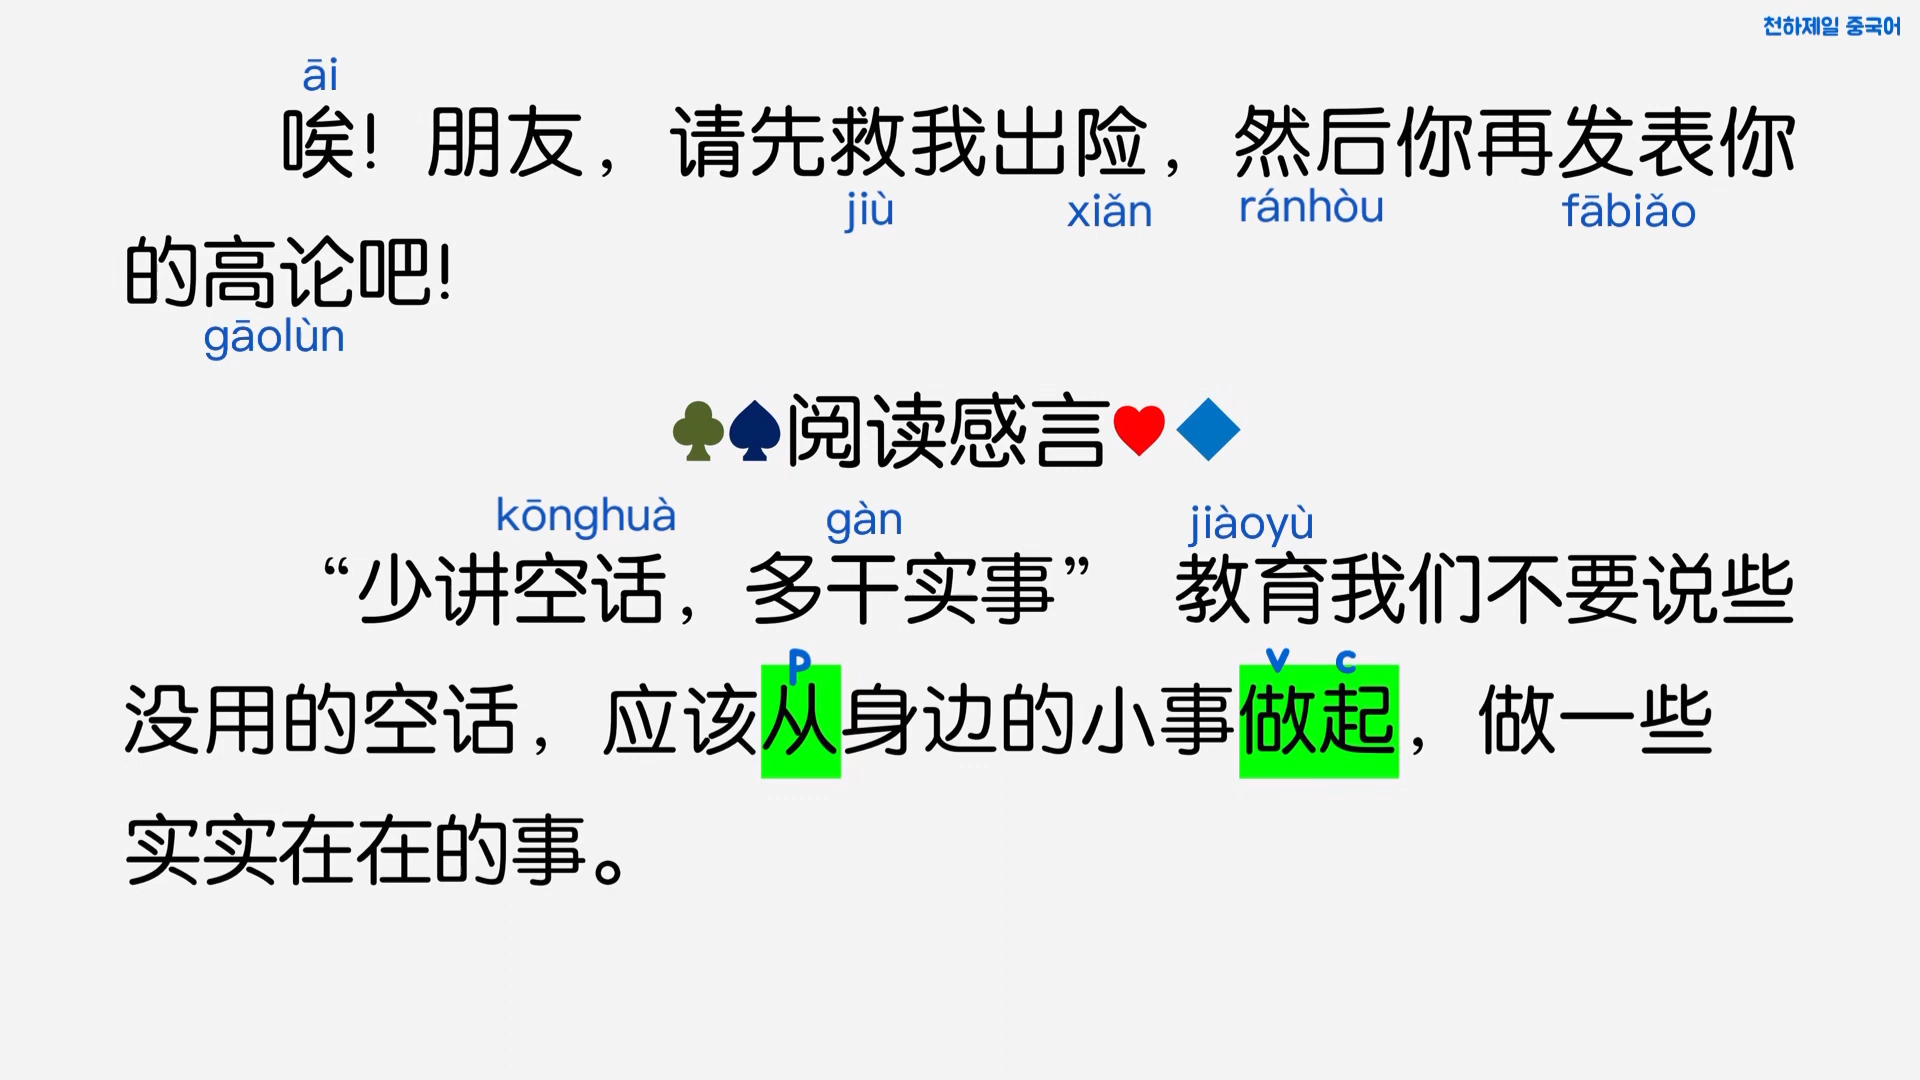 천하제일 중국어
āi
唉！朋友，请先救我出险，然后你再发表你
jiù xiǎn ránhòu fābiǎo
的高论吧！
gāolùn
♣♠阅读感言♥◆
kōnghuà gàn jiàoyù
“少讲空话，多干实事” 教育我们不要说些
P V C
没用的空话，应该从身边的小事做起，做一些
实实在在的事。